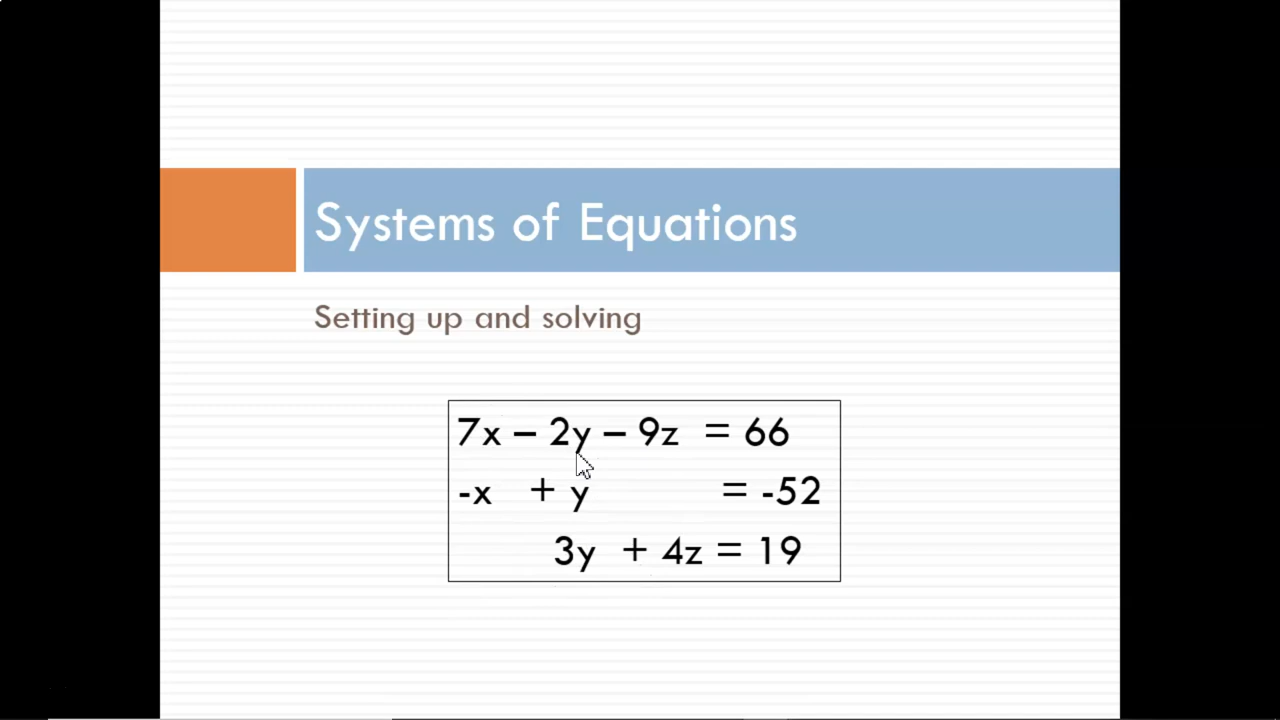 Systems of Equations
Setting up and solving
7x – 2y – 9z = 66
-x + y = -52
3y + 4z = 19